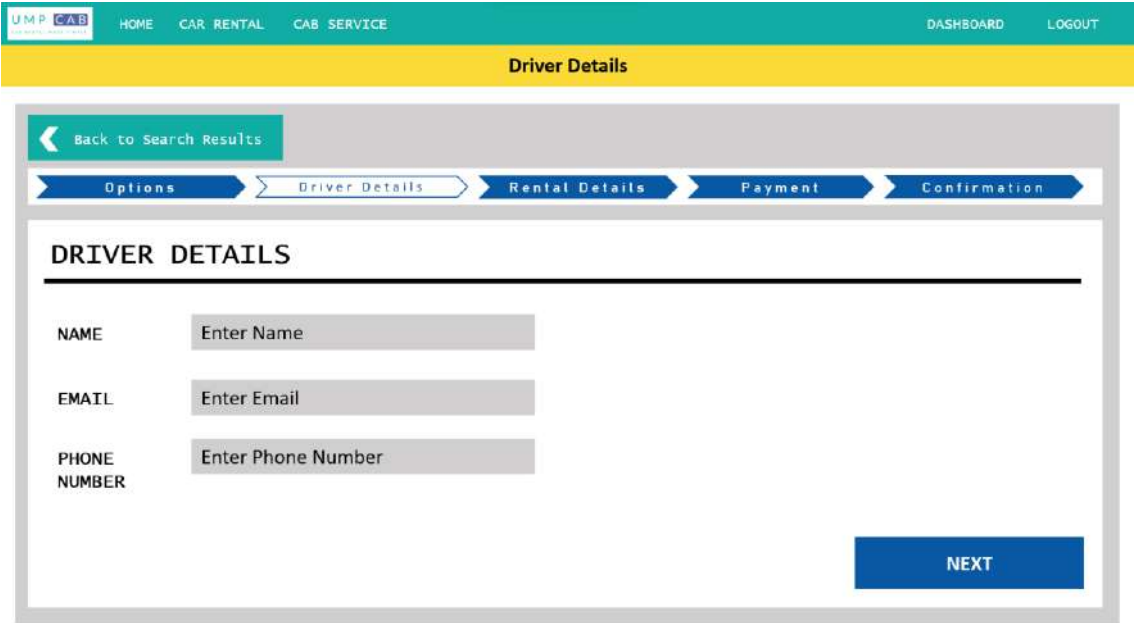 UMP CAB
HOME CAR RENTAL CAB SERVICE DASHBOARD LOGOUT
Driver Details
Back to Search Results
Options Driver Details Rental Details Payment Confirmation
DRIVER DETAILS
NAME Enter Name
EMAIL Enter Email
PHONE Enter Phone Number
NUMBER
NEXT